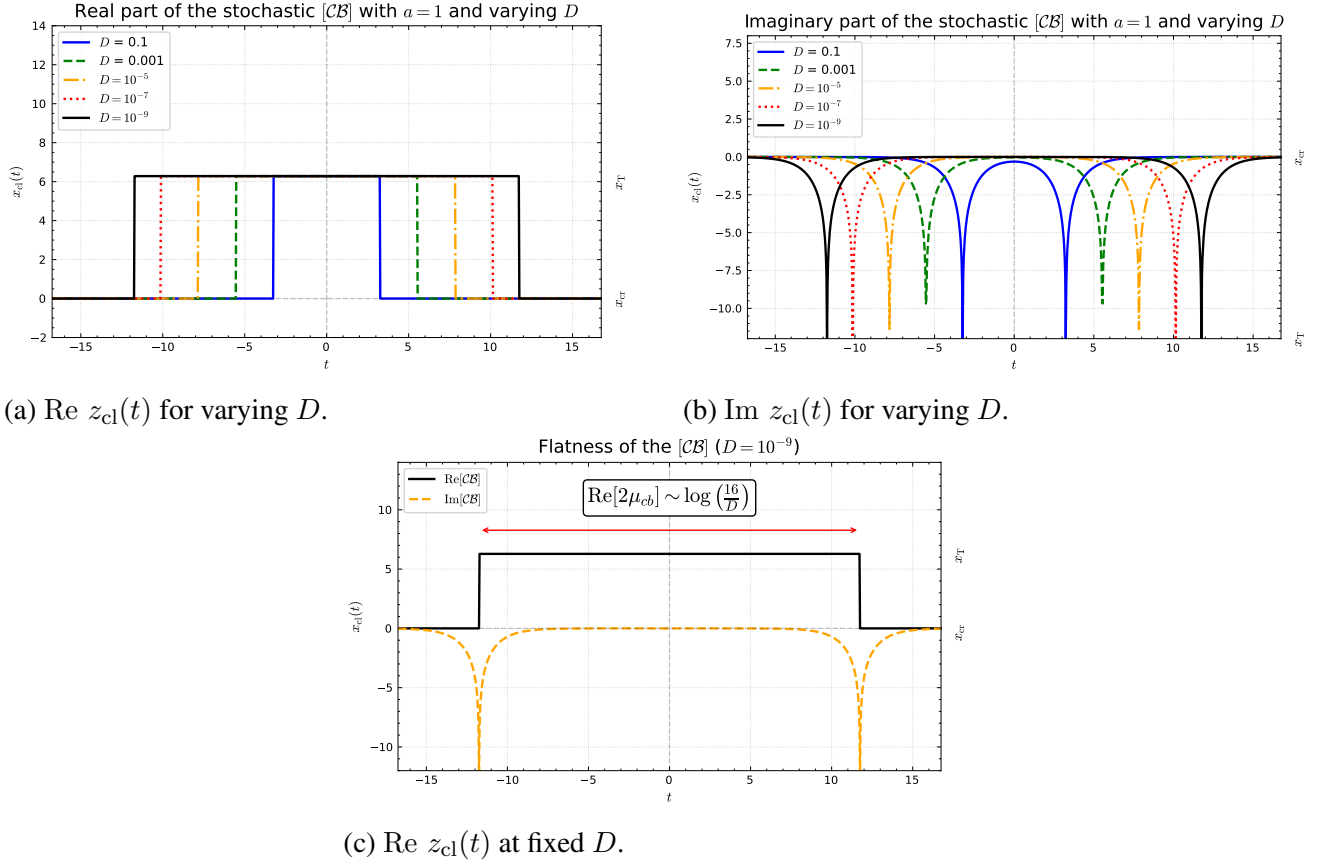 Real part of the stochastic [𝒞ℬ] with a = 1 and varying D
14
12
10
8
6
4
2
0
−2
x_cl(t)
D = 0.1
D = 0.001
D = 10^{−5}
D = 10^{−7}
D = 10^{−9}
x_T
x_cr
−15 −10 −5 0 5 10 15
t
(a) Re z_cl(t) for varying D.
Imaginary part of the stochastic [𝒞ℬ] with a = 1 and varying D
7.5
5.0
2.5
0.0
−2.5
−5.0
−7.5
−10.0
x_cl(t)
D = 0.1
D = 0.001
D = 10^{−5}
D = 10^{−7}
D = 10^{−9}
x_cr
x_T
−15 −10 −5 0 5 10 15
t
(b) Im z_cl(t) for varying D.
Flatness of the [𝒞ℬ] (D = 10^{−9})
Re[𝒞ℬ]
Im[𝒞ℬ]
Re[2μ_cb] ∼ log (16/D)
10
5
0
−5
−10
x_cl(t)
x_T
x_cr
−15 −10 −5 0 5 10 15
t
(c) Re z_cl(t) at fixed D.